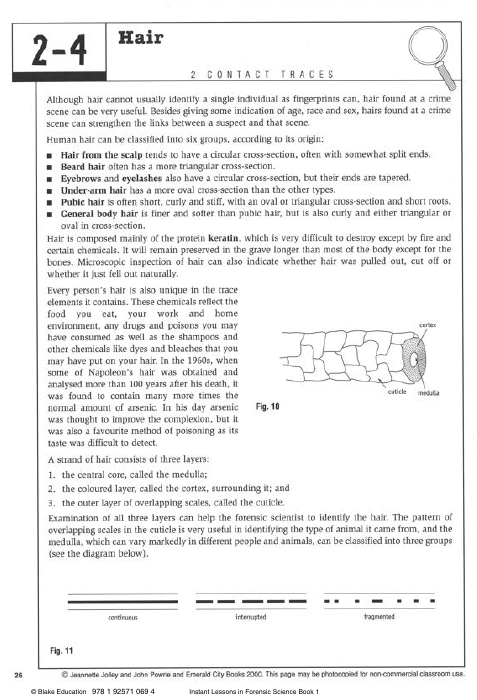 2-4
Hair
2 CONTACT TRACES
Although hair cannot usually identify a single individual as fingerprints can, hair found at a crime
scene can be very useful. Besides giving some indication of age, race and sex, hairs found at a crime
scene can strengthen the links between a suspect and that scene.
Human hair can be classified into six groups, according to its origin:
■ Hair from the scalp tends to have a circular cross-section, often with somewhat split ends.
■ Beard hair often has a more triangular cross-section.
■ Eyebrows and eyelashes also have a circular cross-section, but their ends are tapered.
■ Under-arm hair has a more oval cross-section than the other types.
■ Pubic hair is often short, curly and stiff, with an oval or triangular cross-section and short roots.
■ General body hair is finer and softer than pubic hair, but is also curly and either triangular or
oval in cross-section.
Hair is composed mainly of the protein keratin, which is very difficult to destroy except by fire and
certain chemicals. It will remain preserved in the grave longer than most of the body except for the
bones. Microscopic inspection of hair can also indicate whether hair was pulled out, cut off or
whether it just fell out naturally.
Every person's hair is also unique in the trace
elements it contains. These chemicals reflect the
food you eat, your work and home
environment, any drugs and poisons you may
have consumed as well as the shampoos and
other chemicals like dyes and bleaches that you
may have put on your hair. In the 1960s, when
some of Napoleon's hair was obtained and
analysed more than 100 years after his death, it
was found to contain many more times the
normal amount of arsenic. In his day arsenic
was thought to improve the complexion, but it
was also a favourite method of poisoning as its
taste was difficult to detect.
cortex
cuticle
medulla
Fig. 10
A strand of hair consists of three layers:
1. the central core, called the medulla;
2. the coloured layer, called the cortex, surrounding it; and
3. the outer layer of overlapping scales, called the cuticle.
Examination of all three layers can help the forensic scientist to identify the hair. The pattern of
overlapping scales in the cuticle is very useful in identifying the type of animal it came from, and the
medulla, which can vary markedly in different people and animals, can be classified into three groups
(see the diagram below).
continuous
interrupted
fragmented
Fig. 11
26
© Jeannette Jolley and John Powrie and Emerald City Books 2000. This page may be photocopied for non-commercial classroom use.
© Blake Education 978 1 92571 069 4
Instant Lessons in Forensic Science Book 1